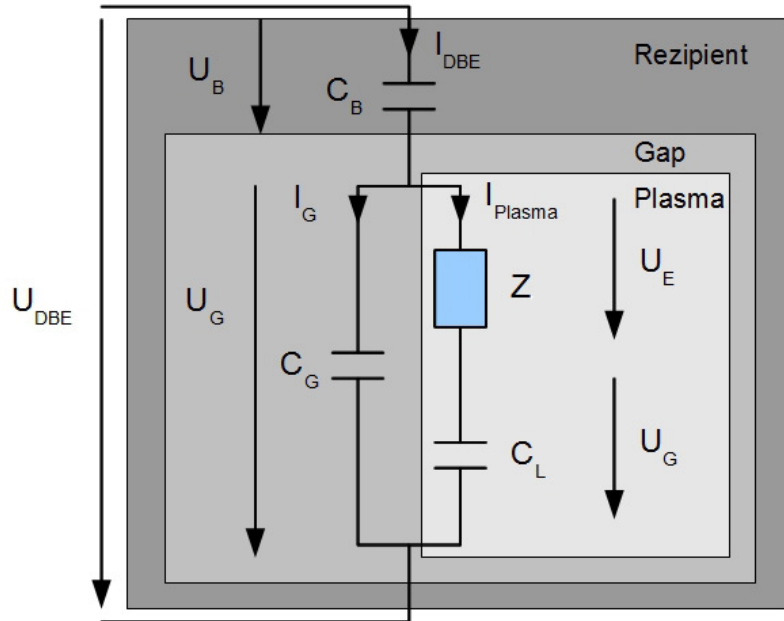 I_DBE
Rezipient
U_B
C_B
Gap
Plasma
I_G
I_Plasma
U_E
Z
U_DBE
U_G
C_G
U_G
C_L